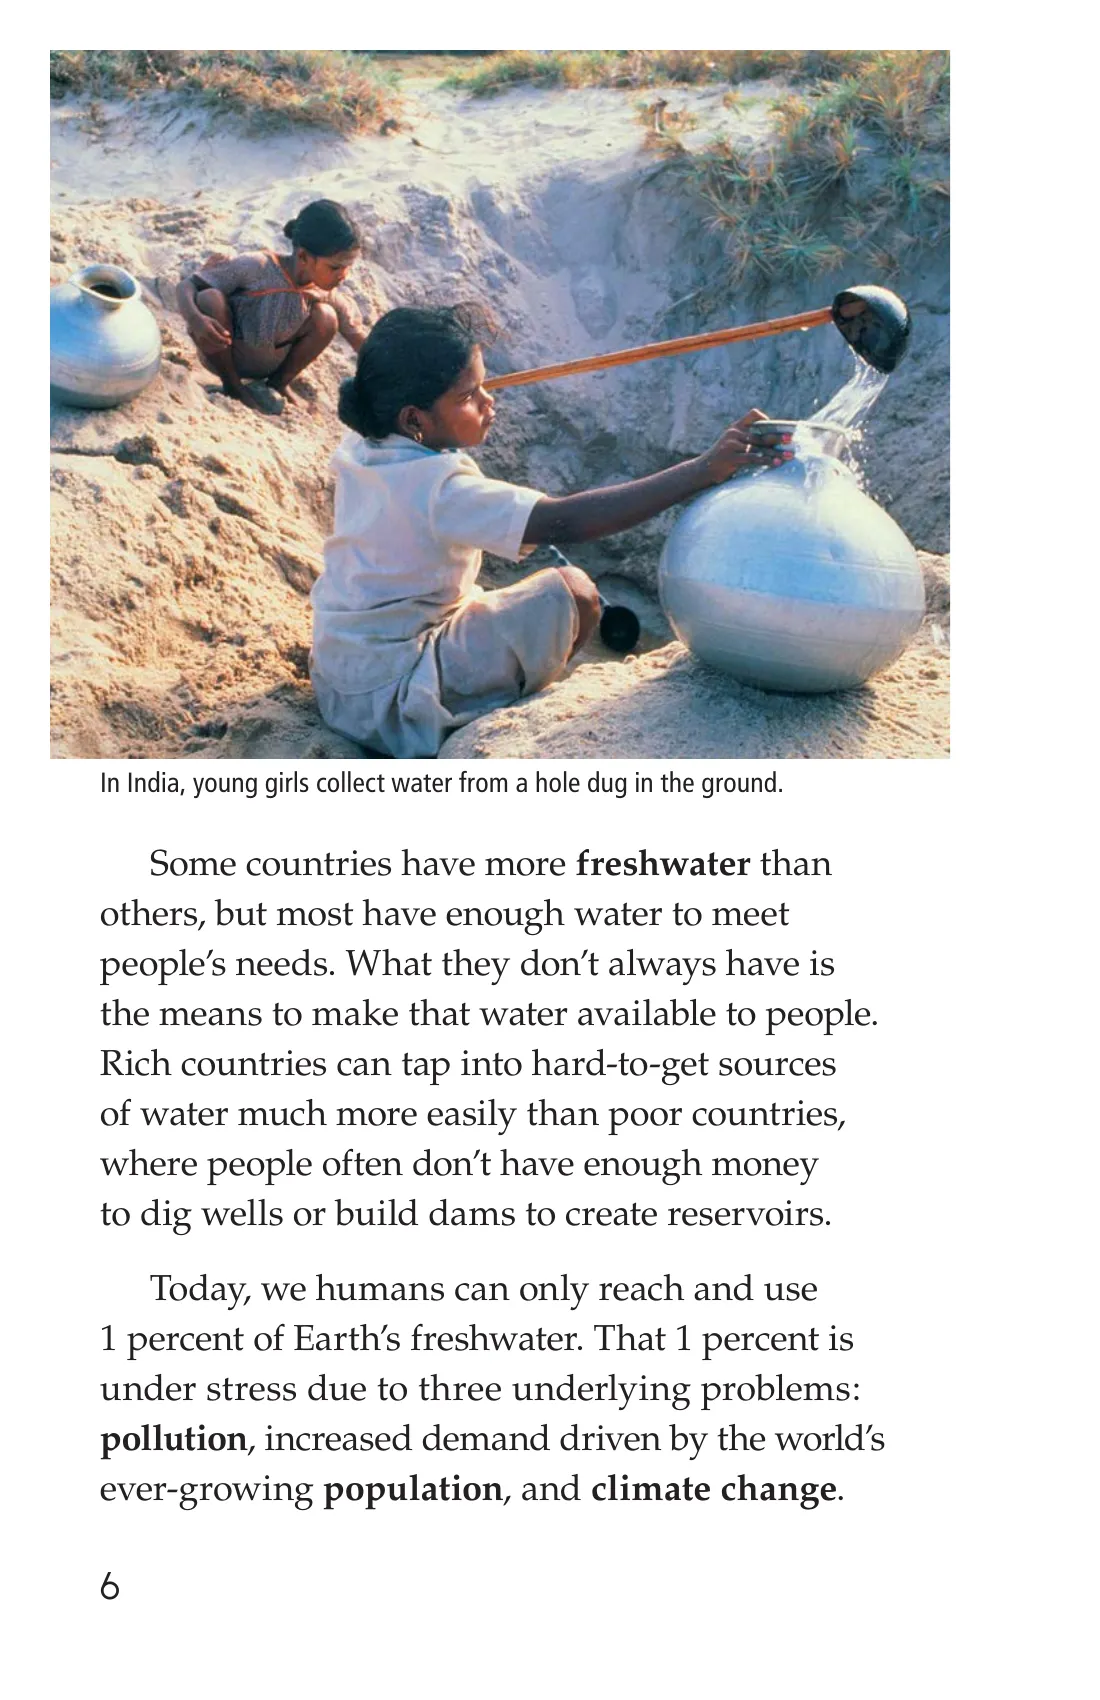 In India, young girls collect water from a hole dug in the ground.
Some countries have more freshwater than
others, but most have enough water to meet
people’s needs. What they don’t always have is
the means to make that water available to people.
Rich countries can tap into hard-to-get sources
of water much more easily than poor countries,
where people often don’t have enough money
to dig wells or build dams to create reservoirs.
Today, we humans can only reach and use
1 percent of Earth’s freshwater. That 1 percent is
under stress due to three underlying problems:
pollution, increased demand driven by the world’s
ever-growing population, and climate change.
6